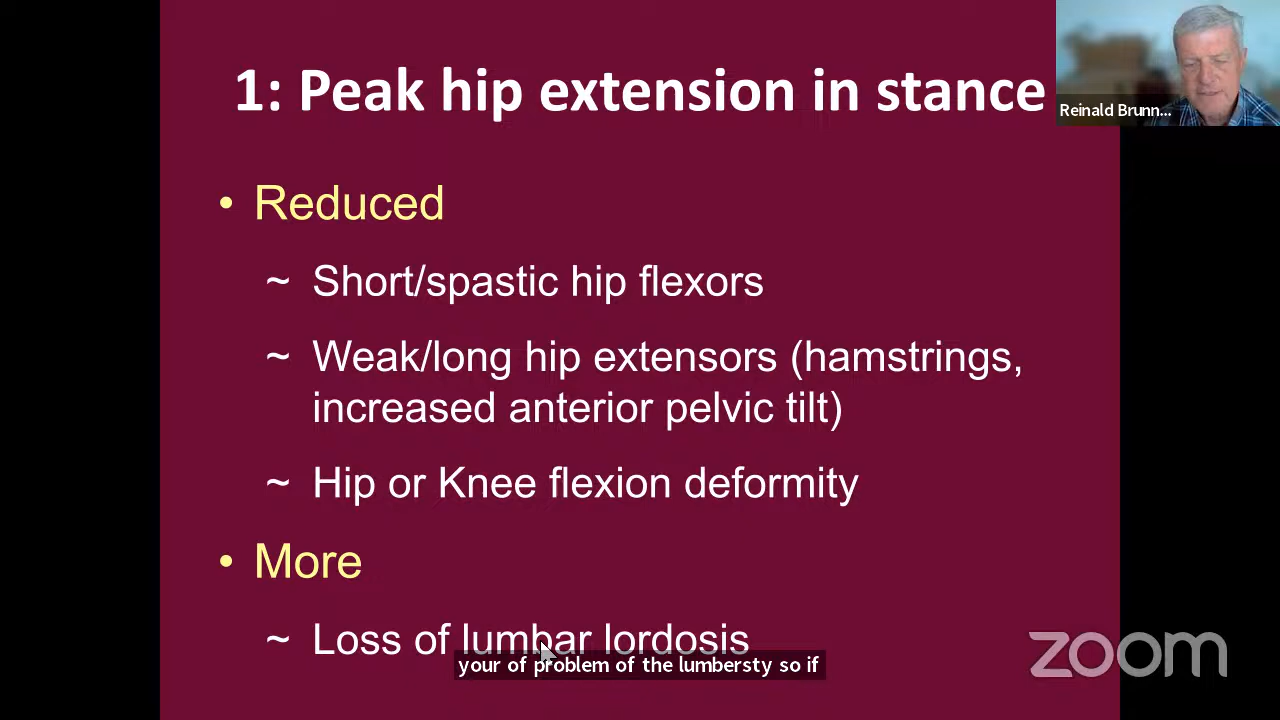 1: Peak hip extension in stance
Reinald Brunn...
• Reduced
~ Short/spastic hip flexors
~ Weak/long hip extensors (hamstrings,
increased anterior pelvic tilt)
~ Hip or Knee flexion deformity
• More
~ Loss of lumbar lordosis
your of problem of the lumbersty so if
zoom